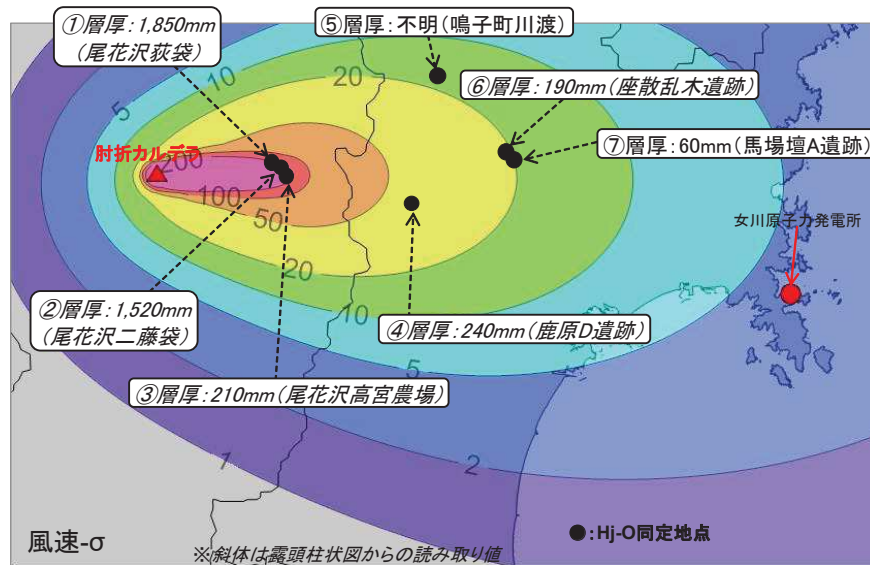 ①層厚：1,850mm
（尾花沢荻袋）
⑤層厚：不明（鳴子町川渡）
⑥層厚：190mm（座散乱木遺跡）
⑦層厚：60mm（馬場壇A遺跡）
肘折カルデラ
女川原子力発電所
②層厚：1,520mm
（尾花沢二藤袋）
④層厚：240mm（鹿原D遺跡）
③層厚：210mm（尾花沢高宮農場）
5
10
20
200
100
50
20
10
5
2
1
風速-σ
●：Hj-O同定地点
※斜体は露頭柱状図からの読み取り値